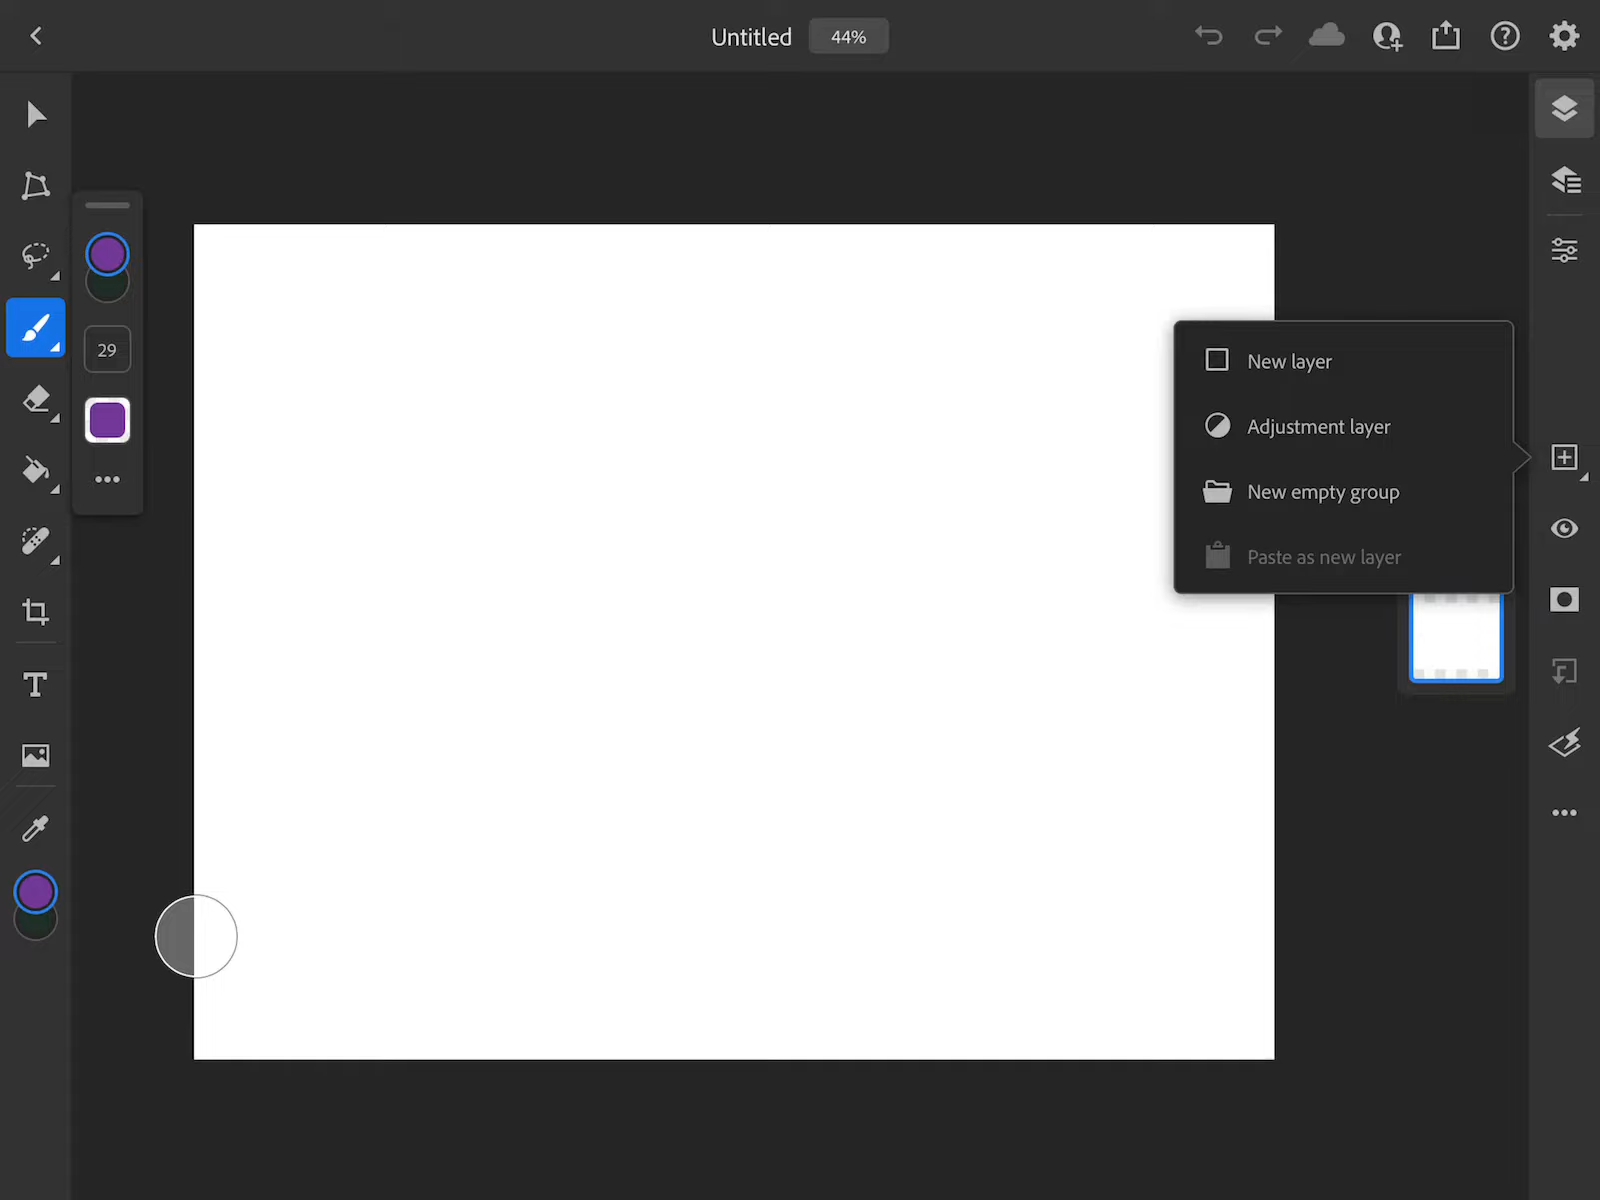 Untitled
44%
29
New layer
Adjustment layer
New empty group
Paste as new layer